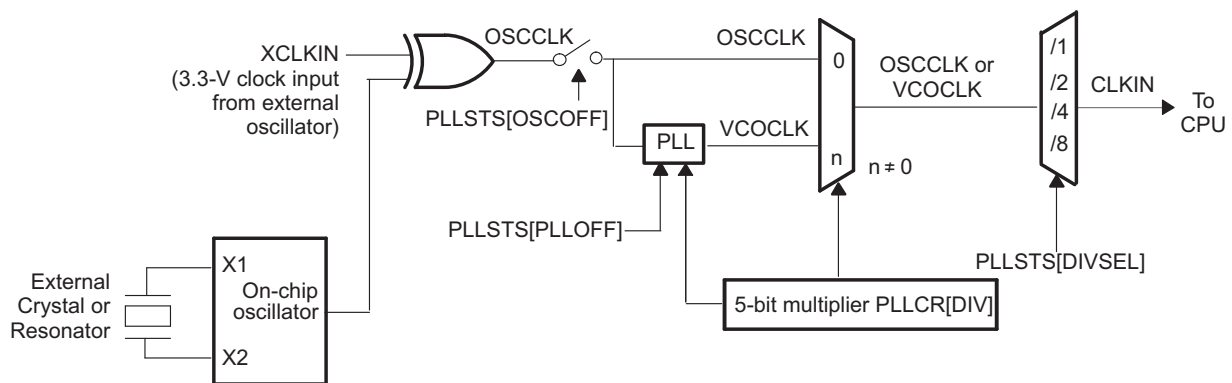 XCLKIN
(3.3-V clock input
from external
oscillator)
OSCCLK
PLLSTS[OSCOFF]
OSCCLK
0
PLL
VCOCLK
n
n ≠ 0
OSCCLK or
VCOCLK
/1
/2
/4
/8
CLKIN
To
CPU
PLLSTS[PLLOFF]
PLLSTS[DIVSEL]
External
Crystal or
Resonator
X1
On-chip
oscillator
X2
5-bit multiplier PLLCR[DIV]